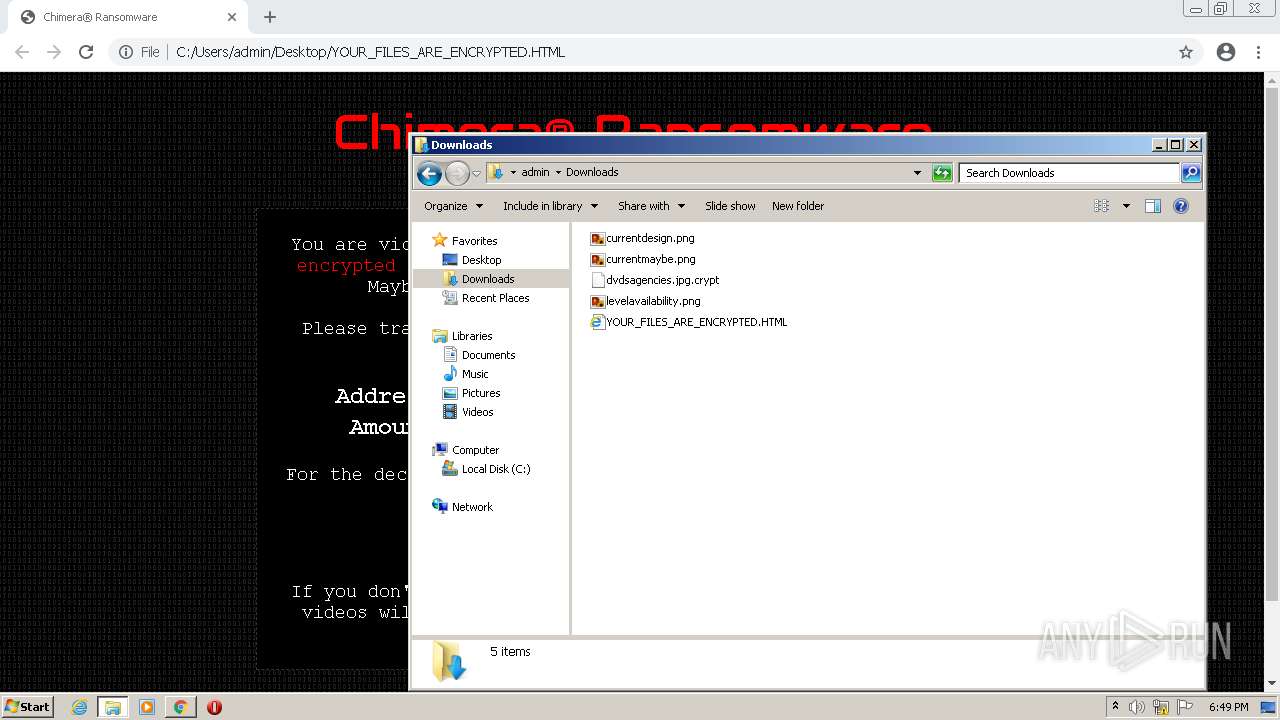 Chimera® Ransomware
File
C:/Users/admin/Desktop/YOUR_FILES_ARE_ENCRYPTED.HTML
Chimera® Ransomware
You are vic
encrypted
Mayb
Please tra
Addre
Amou
For the dec
If you don'
videos wil
Downloads
admin Downloads
Search Downloads
Organize Include in library Share with Slide show New folder
Favorites
Desktop
Downloads
Recent Places
Libraries
Documents
Music
Pictures
Videos
Computer
Local Disk (C:)
Network
currentdesign.png
currentmaybe.png
dvdsagencies.jpg.crypt
levelavailability.png
YOUR_FILES_ARE_ENCRYPTED.HTML
5 items
ANY RUN
Start
6:49 PM